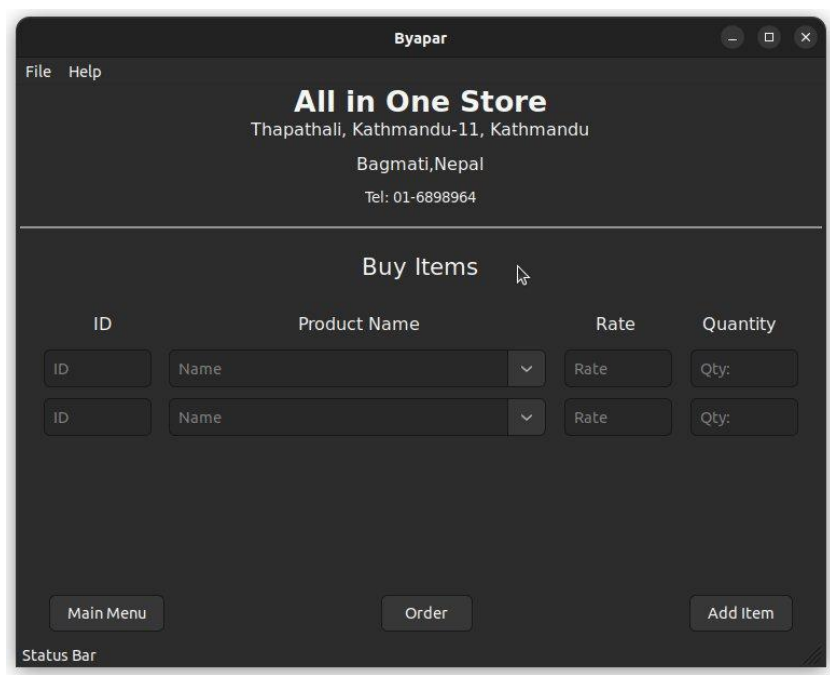 Byapar
File Help
All in One Store
Thapathali, Kathmandu-11, Kathmandu
Bagmati,Nepal
Tel: 01-6898964
Buy Items
ID Product Name Rate Quantity
ID Name Rate Qty:
ID Name Rate Qty:
Main Menu Order Add Item
Status Bar